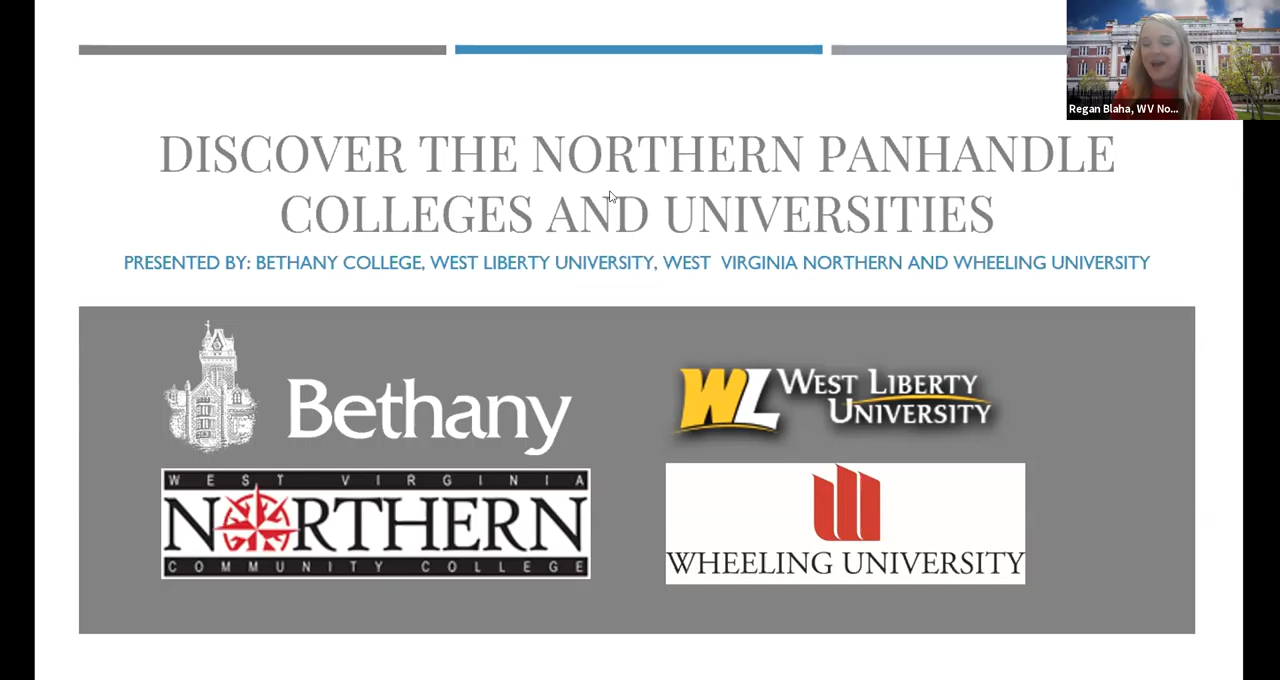 Regan Blaha, WV No...
DISCOVER THE NORTHERN PANHANDLE
COLLEGES AND UNIVERSITIES
PRESENTED BY: BETHANY COLLEGE, WEST LIBERTY UNIVERSITY, WEST VIRGINIA NORTHERN AND WHEELING UNIVERSITY
Bethany
WL WEST LIBERTY
UNIVERSITY
WEST VIRGINIA
NORTHERN
COMMUNITY COLLEGE
WHEELING UNIVERSITY